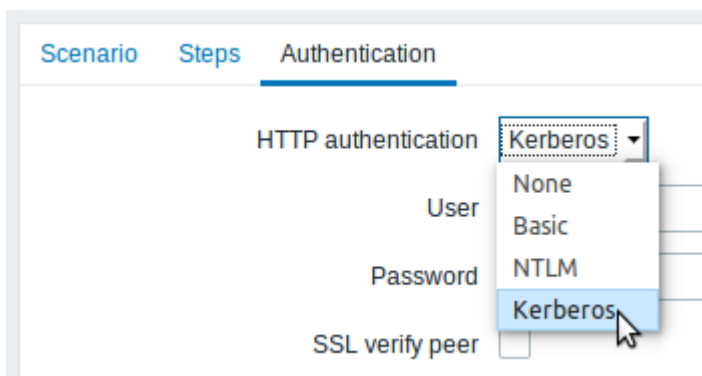 Scenario Steps Authentication
HTTP authentication Kerberos
None
User
Basic
Password NTLM
Kerberos
SSL verify peer